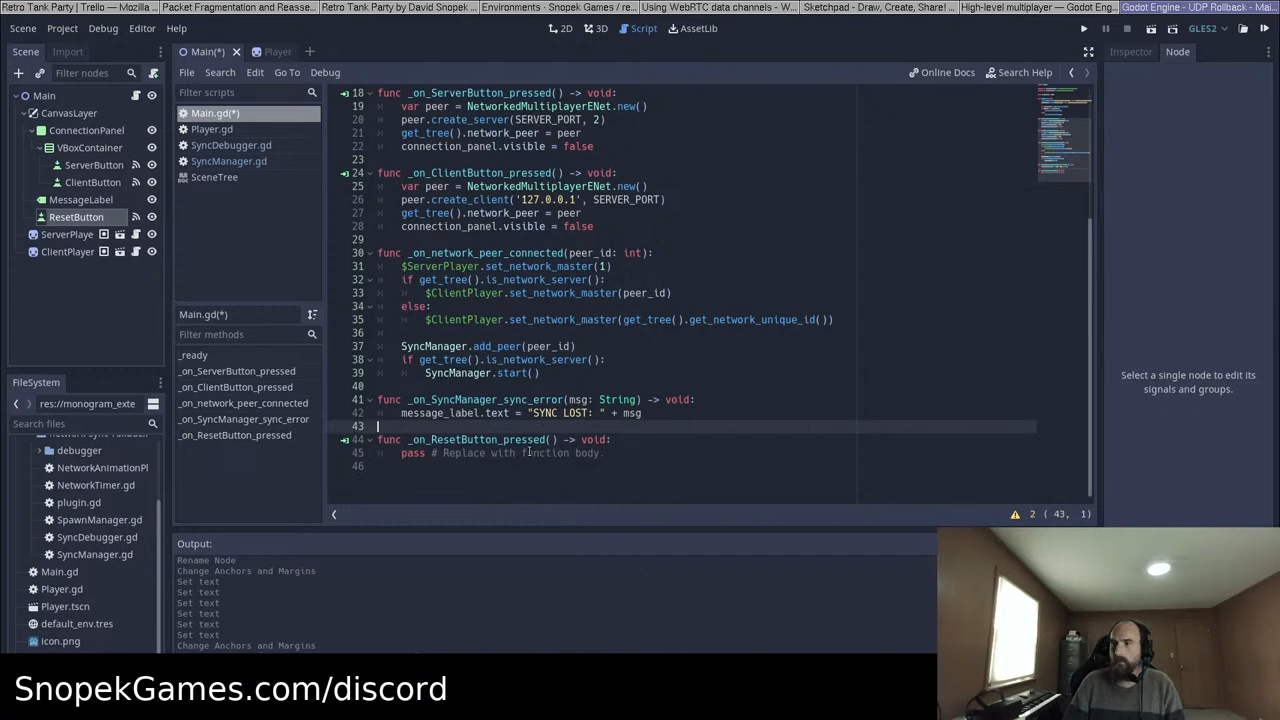 Retro Tank Party | Trello — Mozilla ...
Packet Fragmentation and Reasse...
Retro Tank Party by David Snopek ...
Environments · Snopek Games / re...
Using WebRTC data channels - W...
Sketchpad - Draw, Create, Share! ...
High-level multiplayer — Godot Eng...
Godot Engine - UDP Rollback - Mai...
Scene Project Debug Editor Help
2D 3D Script AssetLib
GLES2
Scene Import
Main(*) Player
Inspector Node
Filter nodes
File Search Edit Go To Debug
Online Docs Search Help
Main
CanvasLayer
ConnectionPanel
VBoxContainer
ServerButton
ClientButton
MessageLabel
ResetButton
ServerPlaye
ClientPlayer
Filter scripts
Main.gd(*)
Player.gd
SyncDebugger.gd
SyncManager.gd
SceneTree
Main.gd(*)
Filter methods
_ready
_on_ServerButton_pressed
_on_ClientButton_pressed
_on_network_peer_connected
_on_SyncManager_sync_error
_on_ResetButton_pressed
18 func _on_ServerButton_pressed() -> void:
19 var peer = NetworkedMultiplayerENet.new()
20 peer.create_server(SERVER_PORT, 2)
21 get_tree().network_peer = peer
22 connection_panel.visible = false
23
24 func _on_ClientButton_pressed() -> void:
25 var peer = NetworkedMultiplayerENet.new()
26 peer.create_client('127.0.0.1', SERVER_PORT)
27 get_tree().network_peer = peer
28 connection_panel.visible = false
29
30 func _on_network_peer_connected(peer_id: int):
31 $ServerPlayer.set_network_master(1)
32 if get_tree().is_network_server():
33 $ClientPlayer.set_network_master(peer_id)
34 else:
35 $ClientPlayer.set_network_master(get_tree().get_network_unique_id())
36
37 SyncManager.add_peer(peer_id)
38 if get_tree().is_network_server():
39 SyncManager.start()
40
41 func _on_SyncManager_sync_error(msg: String) -> void:
42 message_label.text = "SYNC LOST: " + msg
43
44 func _on_ResetButton_pressed() -> void:
45 pass # Replace with function body.
46
2 ( 43, 1)
Select a single node to edit its
signals and groups.
FileSystem
res://monogram_exte
Search files
debugger
NetworkAnimationPl
NetworkTimer.gd
plugin.gd
SpawnManager.gd
SyncDebugger.gd
SyncManager.gd
Main.gd
Player.gd
Player.tscn
default_env.tres
icon.png
Output:
Rename Node
Change Anchors and Margins
Set text
Set text
Set text
Set text
Set text
Set text
Change Anchors and Margins
SnopekGames.com/discord